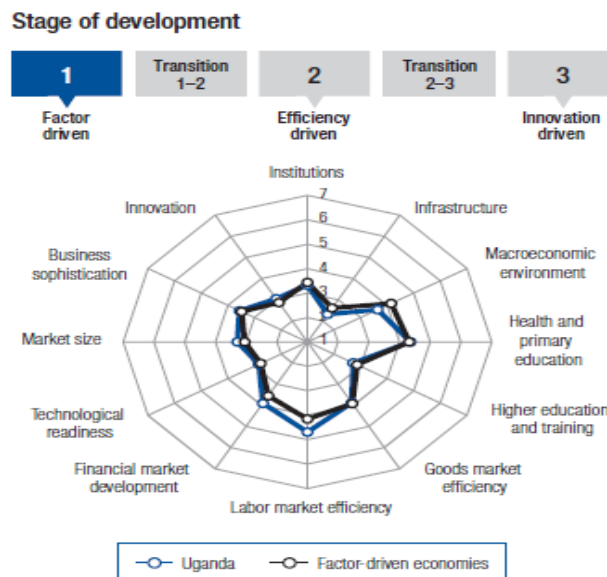 Stage of development
1
Transition
1–2
2
Transition
2–3
3
Factor
driven
Efficiency
driven
Innovation
driven
Institutions
Infrastructure
Macroeconomic
environment
Health and
primary
education
Higher education
and training
Goods market
efficiency
Labor market efficiency
Financial market
development
Technological
readiness
Market size
Business
sophistication
Innovation
7
6
5
4
3
2
1
Uganda
Factor-driven economies